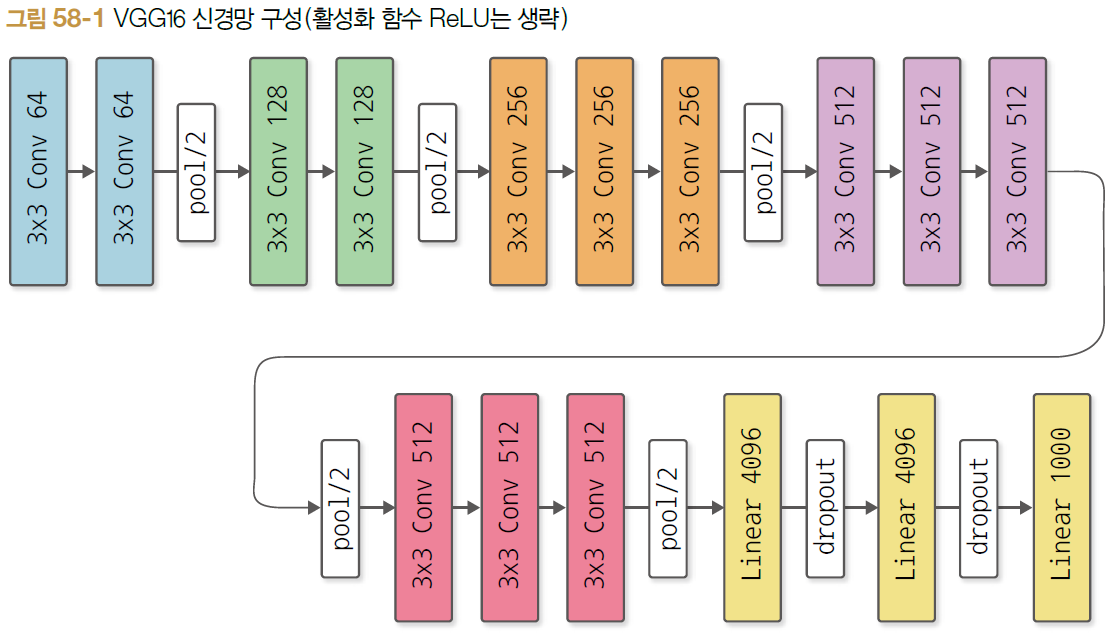 그림 58-1 VGG16 신경망 구성(활성화 함수 ReLU는 생략)
3x3 Conv 64
3x3 Conv 64
pool/2
3x3 Conv 128
3x3 Conv 128
pool/2
3x3 Conv 256
3x3 Conv 256
3x3 Conv 256
pool/2
3x3 Conv 512
3x3 Conv 512
3x3 Conv 512
pool/2
3x3 Conv 512
3x3 Conv 512
3x3 Conv 512
pool/2
Linear 4096
dropout
Linear 4096
dropout
Linear 1000